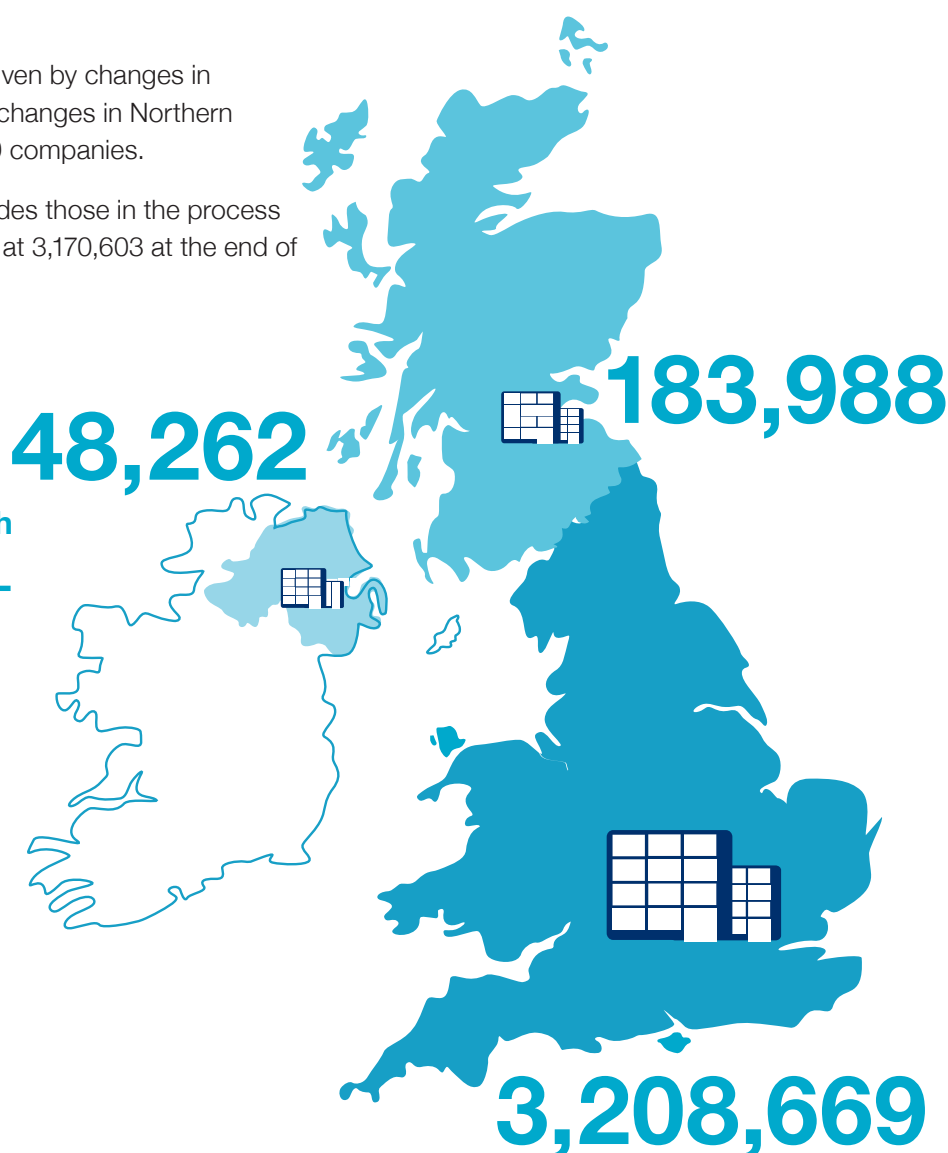 ven by changes in
changes in Northern
companies.
des those in the process
at 3,170,603 at the end of
183,988
48,262
h
3,208,669